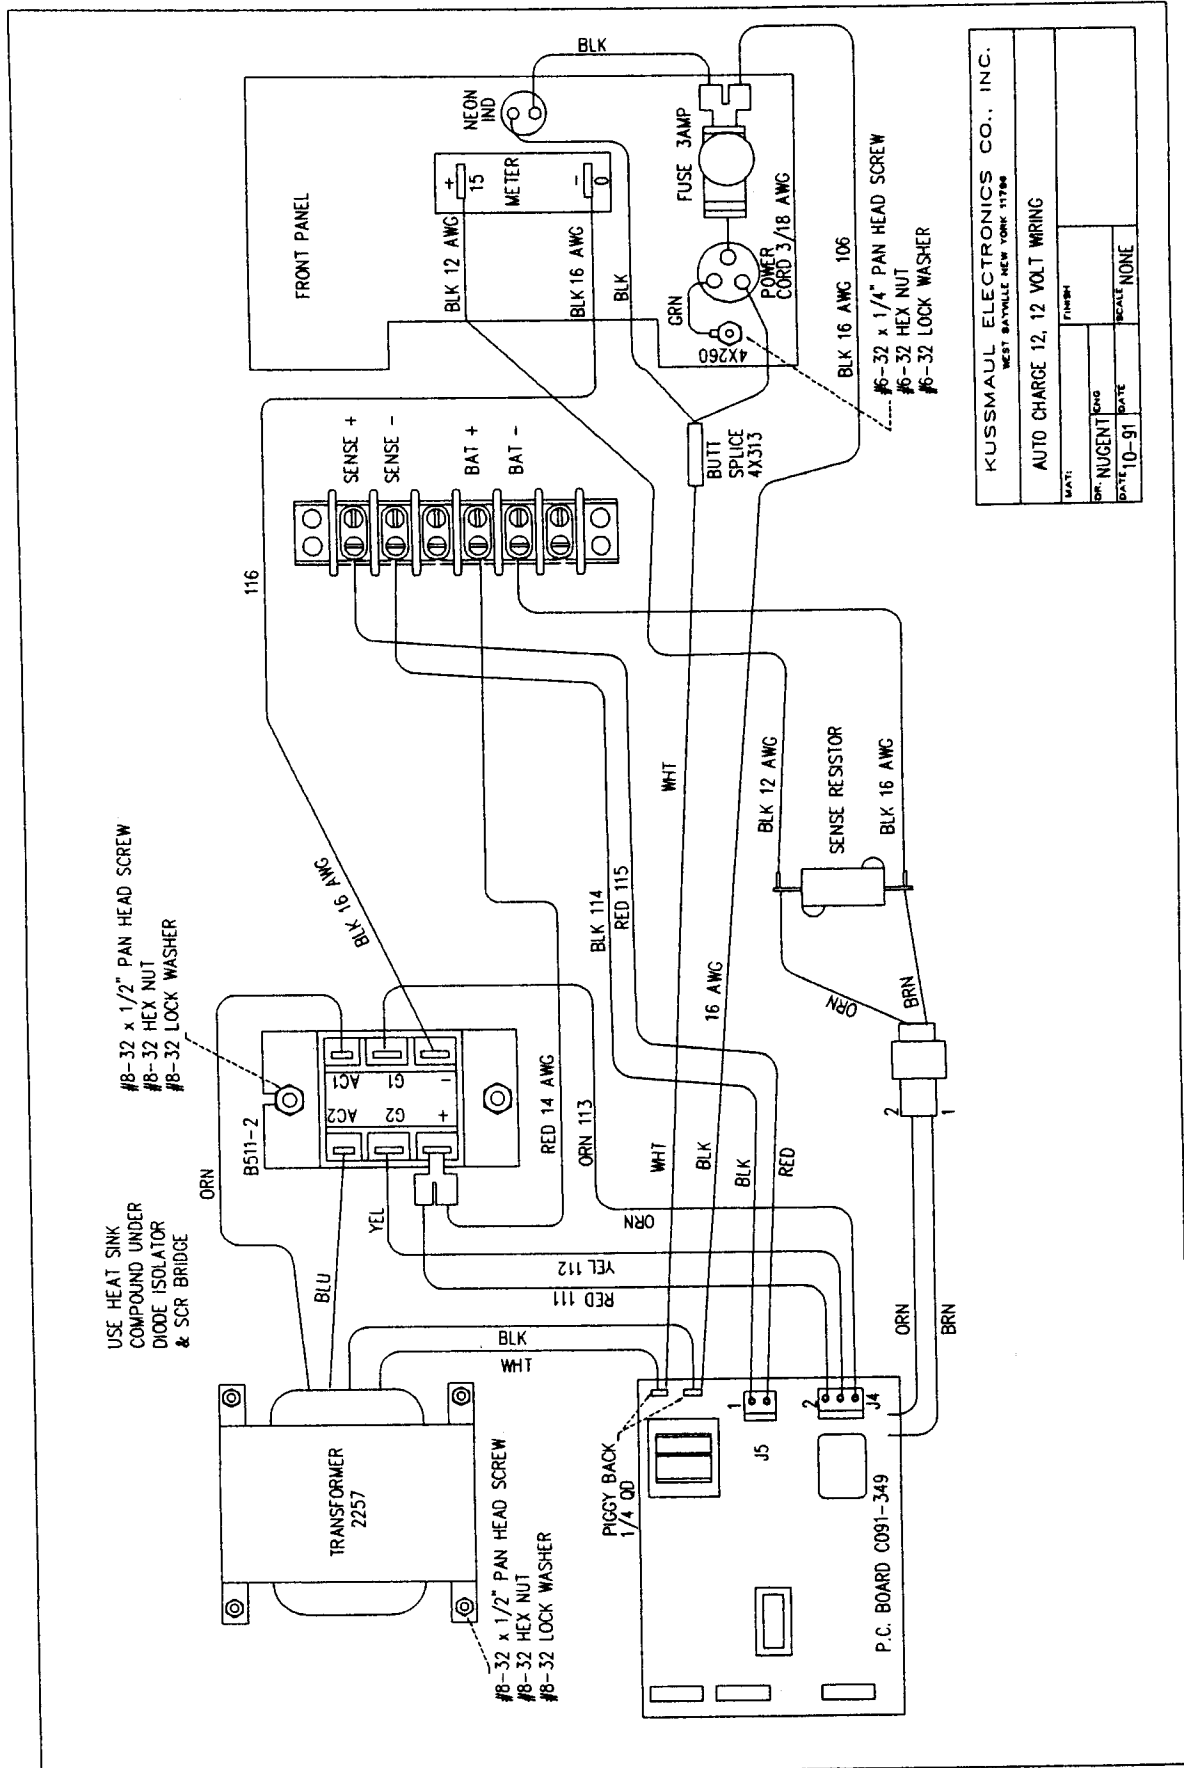 USE HEAT SINK
COMPOUND UNDER
DIODE ISOLATOR
& SCR BRIDGE
#8-32 x 1/2" PAN HEAD SCREW
#8-32 HEX NUT
#8-32 LOCK WASHER
TRANSFORMER
2257
#8-32 x 1/2" PAN HEAD SCREW
#8-32 HEX NUT
#8-32 LOCK WASHER
ORN
BLU
B511-2
AC2
AC1
G2
G1
+
-
YEL
BLK
WHT
RED 14 AWG
ORN 113
ORN
YEL 112
RED 111
BLK 16 AWG
116
FRONT PANEL
SENSE +
SENSE -
BAT +
BAT -
BLK 12 AWG
+
15
METER
-
0
BLK 16 AWG
NEON
IND
BLK
BLK
FUSE 3AMP
POWER
CORD 3/18 AWG
GRN
4X260
BUTT
SPLICE
4X313
BLK 16 AWG 106
#6-32 x 1/4" PAN HEAD SCREW
#6-32 HEX NUT
#6-32 LOCK WASHER
BLK 114
RED 115
WHT
16 AWG
WHT
BLK
BLK
RED
BLK 12 AWG
SENSE RESISTOR
BLK 16 AWG
ORN
BRN
2
1
ORN
BRN
PIGGY BACK
1/4 QD
1
J5
2
J4
P.C. BOARD C091-349
KUSSMAUL ELECTRONICS CO., INC.
WEST SAYVILLE NEW YORK 11796
AUTO CHARGE 12, 12 VOLT WIRING
MAT:
FINISH
DR. NUGENT
ENG
DATE 10-91
DATE
SCALE NONE